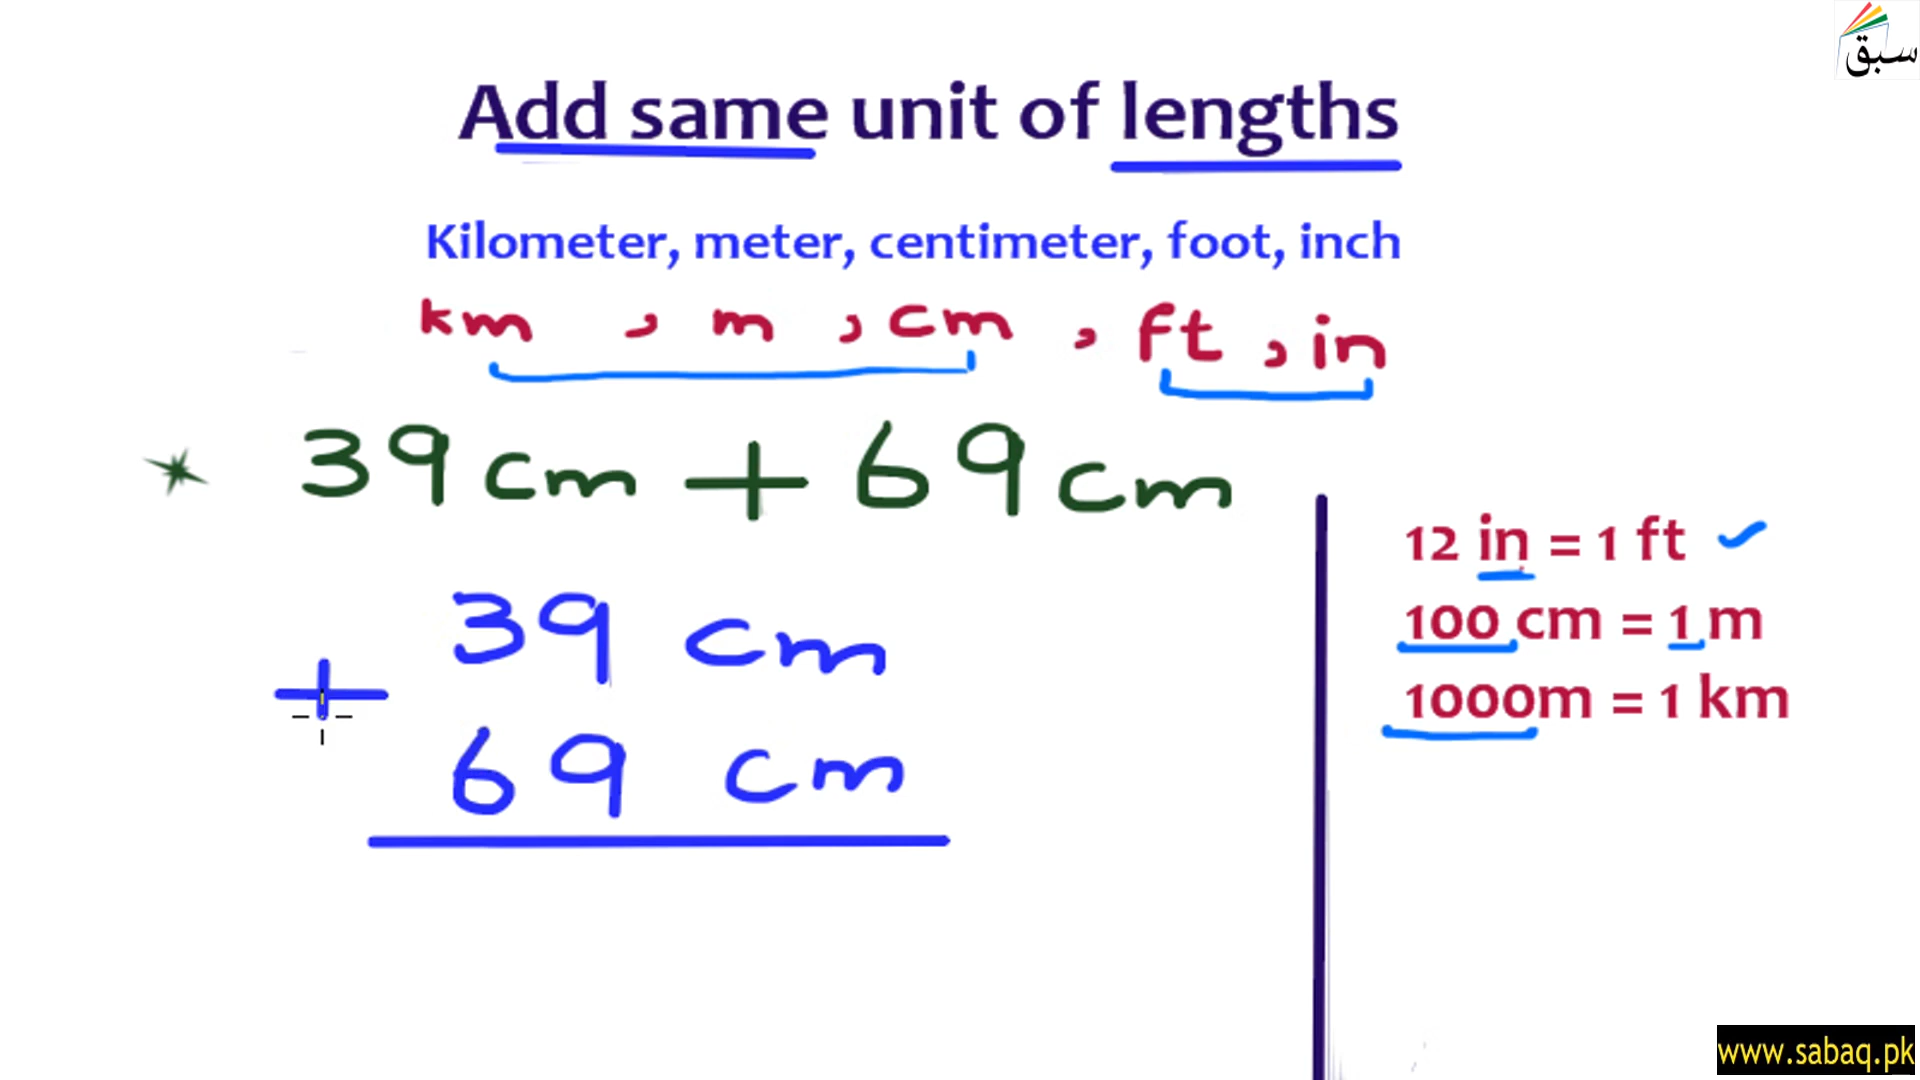 سبق
Add same unit of lengths
Kilometer, meter, centimeter, foot, inch
km , m , cm , ft , in
* 39 cm + 69 cm
12 in = 1 ft ✓
100 cm = 1 m
1000m = 1 km
39 cm
+
69 cm
www.sabaq.pk